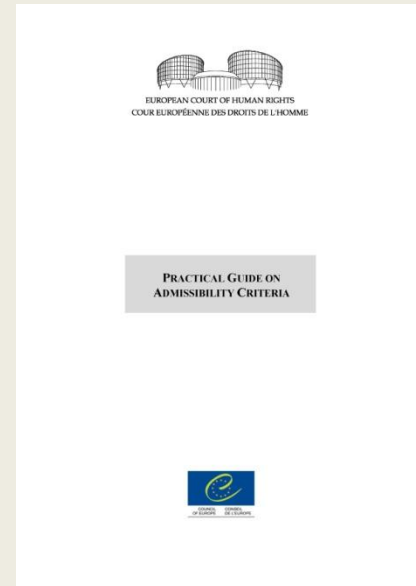 EUROPEAN COURT OF HUMAN RIGHTS
COUR EUROPÉENNE DES DROITS DE L'HOMME
PRACTICAL GUIDE ON
ADMISSIBILITY CRITERIA
COUNCIL CONSEIL
OF EUROPE DE L'EUROPE